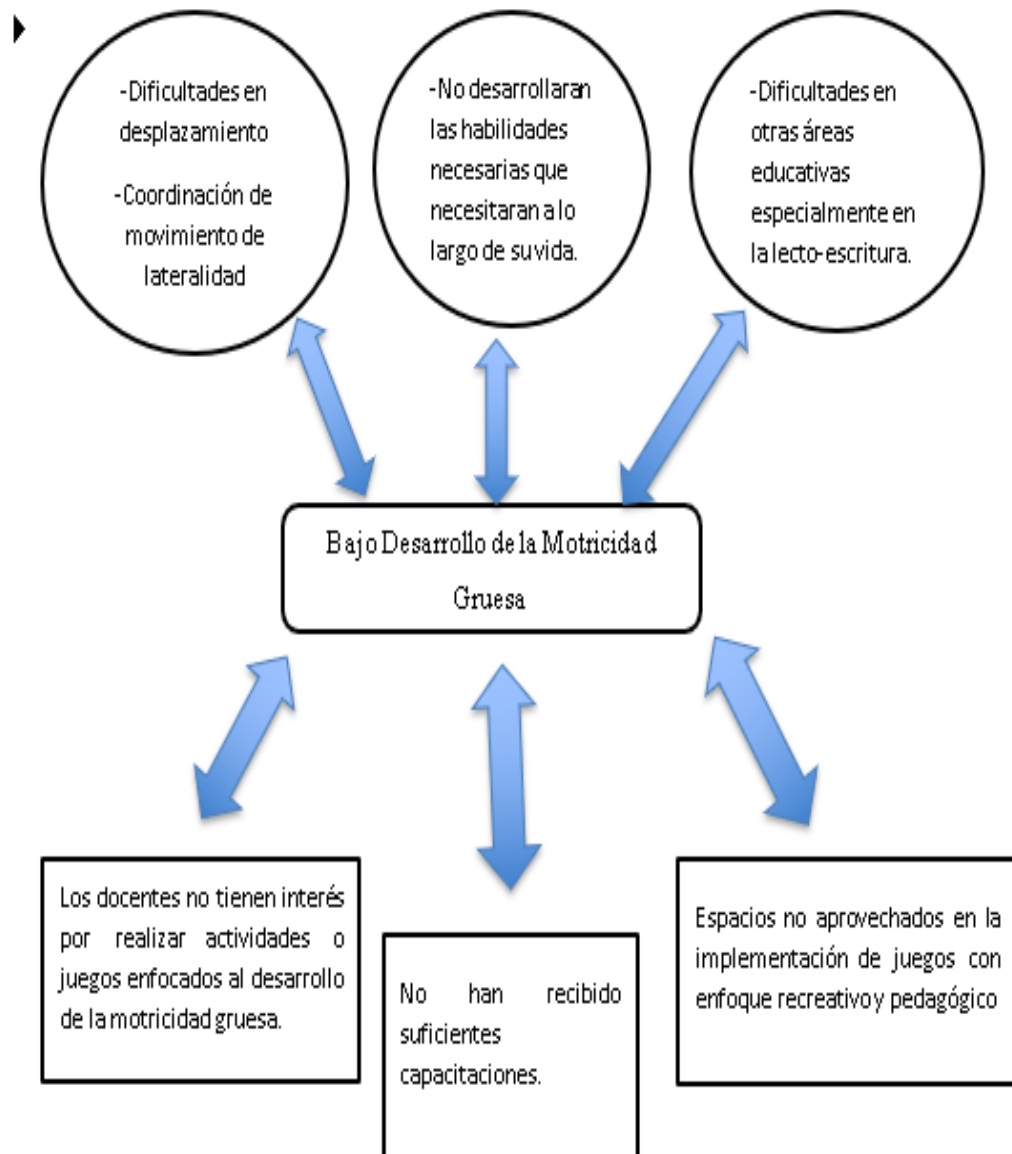 -Dificultades en
desplazamiento
-Coordinación de
movimiento de
lateralidad
-No desarrollaran
las habilidades
necesarias que
necesitaran a lo
largo de su vida.
-Dificultades en
otras áreas
educativas
especialmente en
la lecto-escritura.
Bajo Desarrollo de la Motricidad
Gruesa
Los docentes no tienen interés
por realizar actividades o
juegos enfocados al desarrollo
de la motricidad gruesa.
No han recibido
suficientes
capacitaciones.
Espacios no aprovechados en la
implementación de juegos con
enfoque recreativo y pedagógico